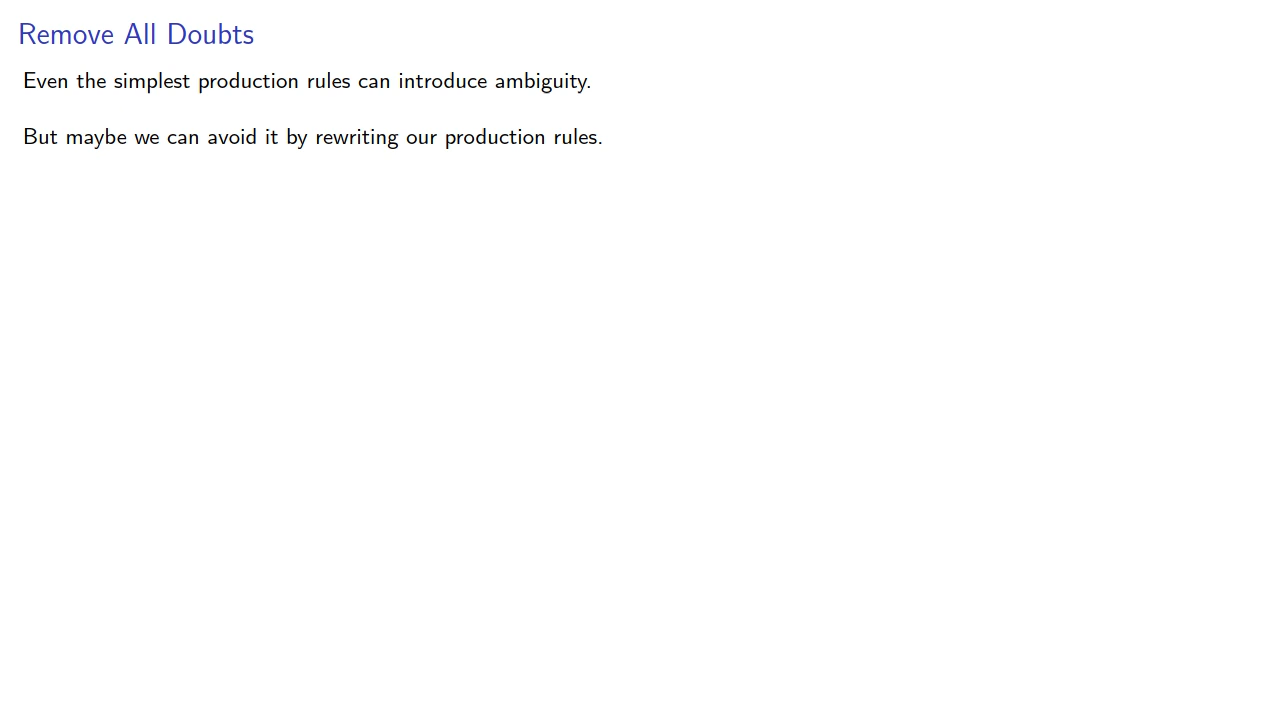 Remove All Doubts
Even the simplest production rules can introduce ambiguity.
But maybe we can avoid it by rewriting our production rules.